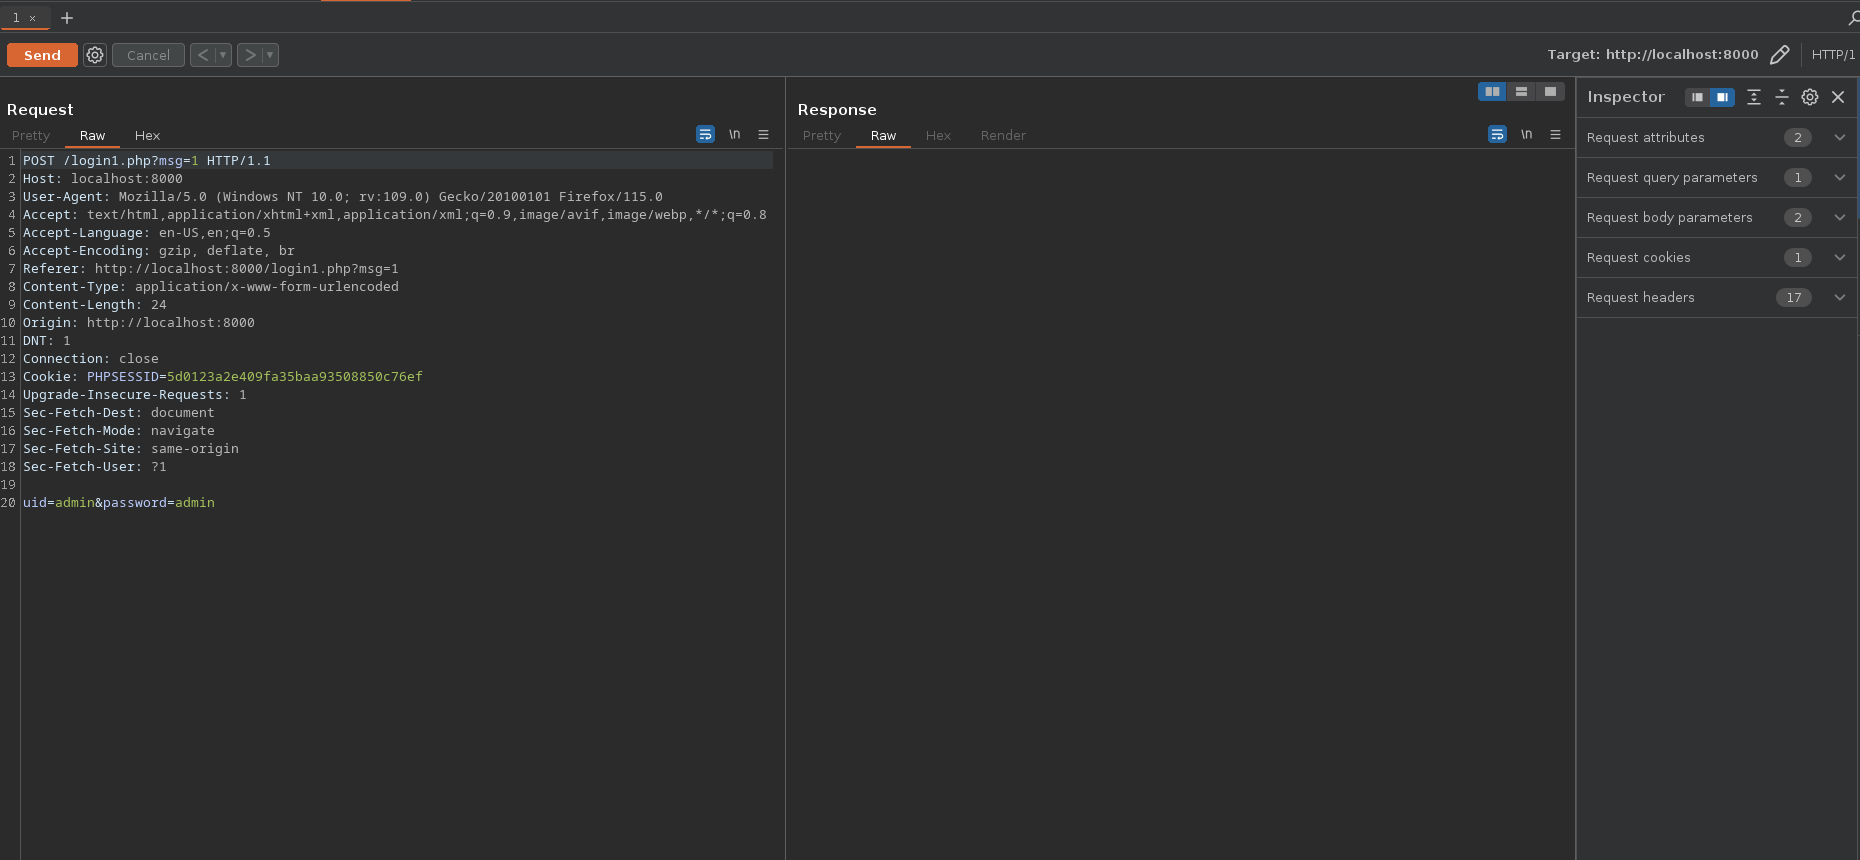 1 × +
Send Cancel < > Target: http://localhost:8000 HTTP/1
Request
Pretty Raw Hex \n
1 POST /login1.php?msg=1 HTTP/1.1
2 Host: localhost:8000
3 User-Agent: Mozilla/5.0 (Windows NT 10.0; rv:109.0) Gecko/20100101 Firefox/115.0
4 Accept: text/html,application/xhtml+xml,application/xml;q=0.9,image/avif,image/webp,*/*;q=0.8
5 Accept-Language: en-US,en;q=0.5
6 Accept-Encoding: gzip, deflate, br
7 Referer: http://localhost:8000/login1.php?msg=1
8 Content-Type: application/x-www-form-urlencoded
9 Content-Length: 24
10 Origin: http://localhost:8000
11 DNT: 1
12 Connection: close
13 Cookie: PHPSESSID=5d0123a2e409fa35baa93508850c76ef
14 Upgrade-Insecure-Requests: 1
15 Sec-Fetch-Dest: document
16 Sec-Fetch-Mode: navigate
17 Sec-Fetch-Site: same-origin
18 Sec-Fetch-User: ?1
19
20 uid=admin&password=admin
Response
Pretty Raw Hex Render \n
Inspector
Request attributes 2
Request query parameters 1
Request body parameters 2
Request cookies 1
Request headers 17